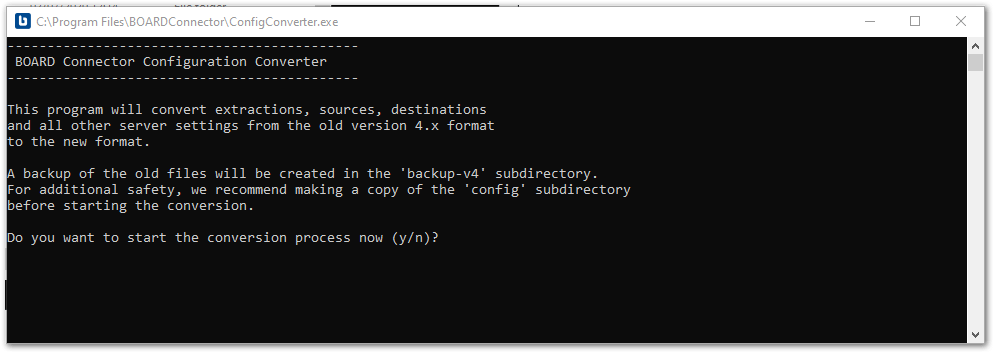 C:\Program Files\BOARDConnector\ConfigConverter.exe
--------------------------------------------
BOARD Connector Configuration Converter
--------------------------------------------
This program will convert extractions, sources, destinations
and all other server settings from the old version 4.x format
to the new format.
A backup of the old files will be created in the 'backup-v4' subdirectory.
For additional safety, we recommend making a copy of the 'config' subdirectory
before starting the conversion.
Do you want to start the conversion process now (y/n)?